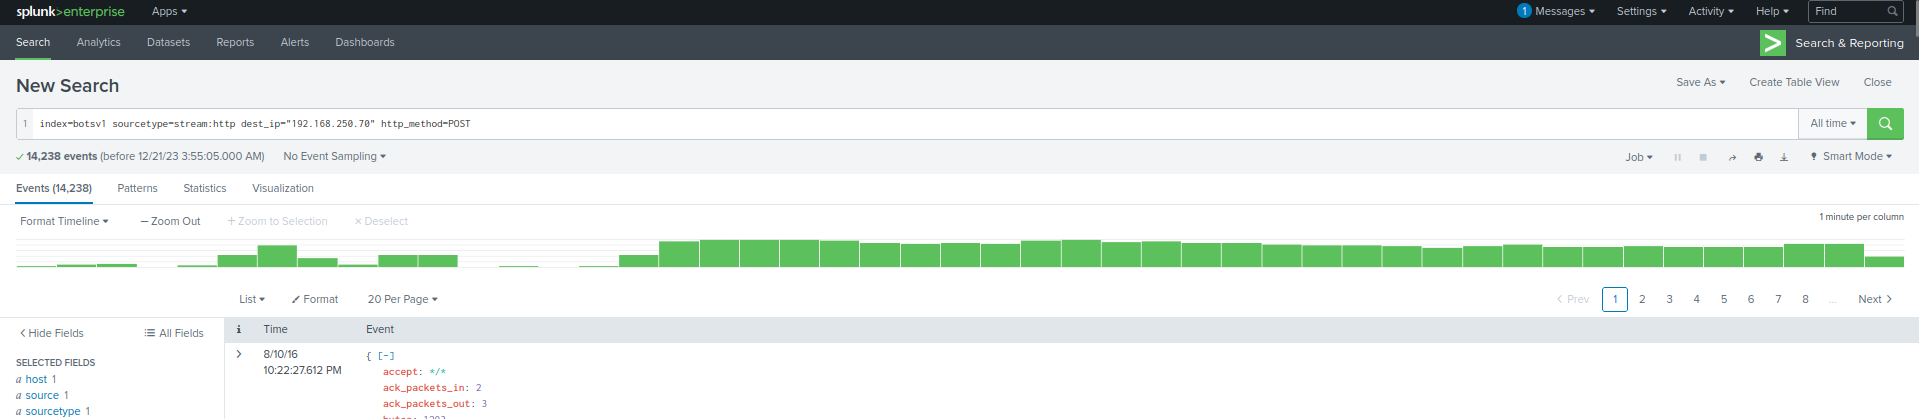 splunk>enterprise Apps 1 Messages Settings Activity Help Find
Search Analytics Datasets Reports Alerts Dashboards Search & Reporting
New Search Save As Create Table View Close
1 index=botsv1 sourcetype=stream:http dest_ip="192.168.250.70" http_method=POST All time
14,238 events (before 12/21/23 3:55:05.000 AM) No Event Sampling Job Smart Mode
Events (14,238) Patterns Statistics Visualization
Format Timeline — Zoom Out + Zoom to Selection × Deselect 1 minute per column
List Format 20 Per Page < Prev 1 2 3 4 5 6 7 8 ... Next >
< Hide Fields All Fields i Time Event
SELECTED FIELDS
a host 1
a source 1
a sourcetype 1
> 8/10/16
10:22:27.612 PM
{ [-]
accept: */*
ack_packets_in: 2
ack_packets_out: 3